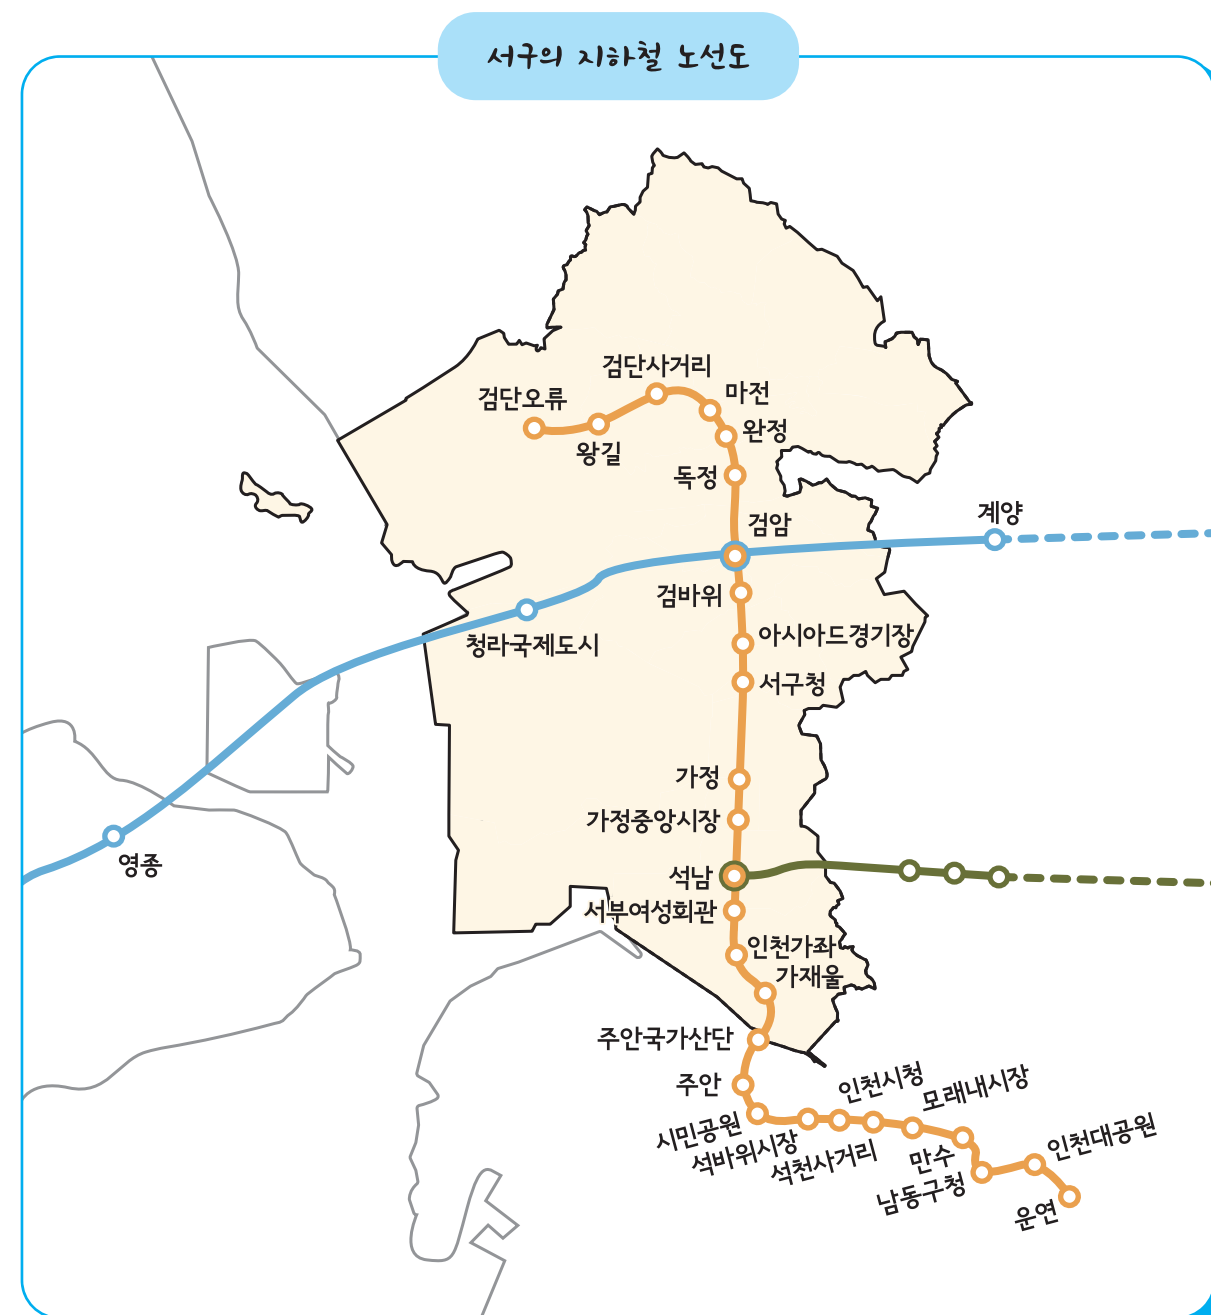 서구의 지하철 노선도
검단사거리
마전
검단오류
완정
왕길
독정
검암
계양
검바위
아시아드경기장
청라국제도시
서구청
가정
가정중앙시장
영종
석남
서부여성회관
인천가좌
가재울
주안국가산단
주안
인천시청
모래내시장
시민공원
석바위시장
석천사거리
만수
인천대공원
남동구청
운연